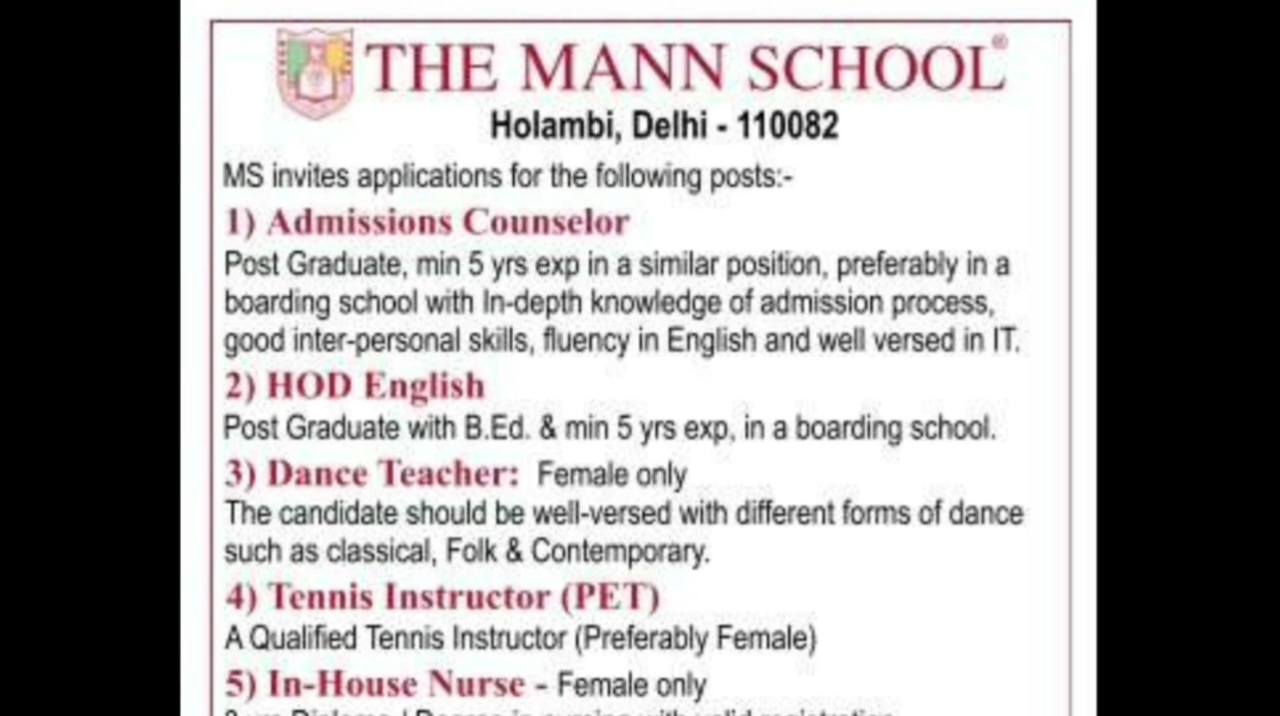 THE MANN SCHOOL®
Holambi, Delhi - 110082
MS invites applications for the following posts:-
1) Admissions Counselor
Post Graduate, min 5 yrs exp in a similar position, preferably in a
boarding school with In-depth knowledge of admission process,
good inter-personal skills, fluency in English and well versed in IT.
2) HOD English
Post Graduate with B.Ed. & min 5 yrs exp, in a boarding school.
3) Dance Teacher: Female only
The candidate should be well-versed with different forms of dance
such as classical, Folk & Contemporary.
4) Tennis Instructor (PET)
A Qualified Tennis Instructor (Preferably Female)
5) In-House Nurse - Female only